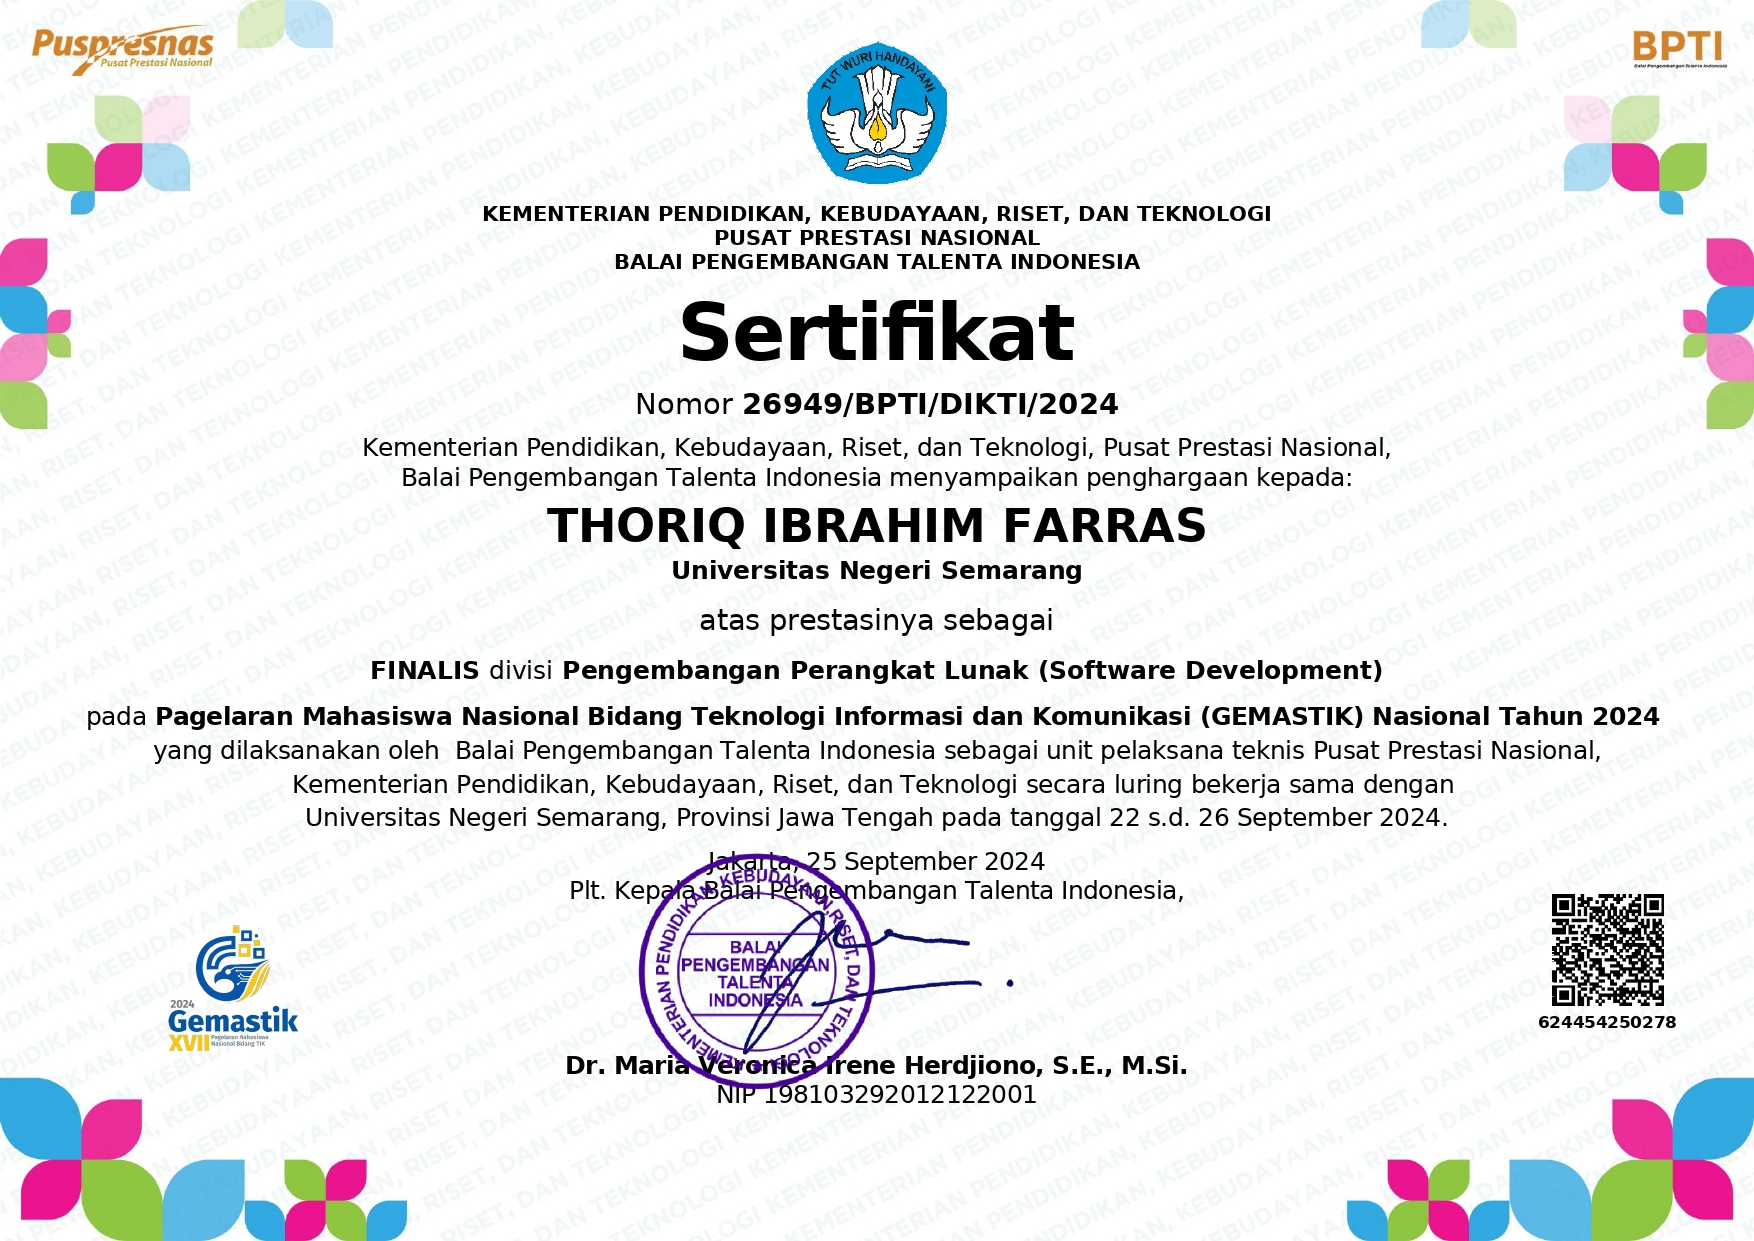 Puspresnas
Pusat Prestasi Nasional
BPTI
Balai Pengembangan Talenta Indonesia
TUT WURI HANDAYANI
KEMENTERIAN PENDIDIKAN, KEBUDAYAAN, RISET, DAN TEKNOLOGI
PUSAT PRESTASI NASIONAL
BALAI PENGEMBANGAN TALENTA INDONESIA
Sertifikat
Nomor 26949/BPTI/DIKTI/2024
Kementerian Pendidikan, Kebudayaan, Riset, dan Teknologi, Pusat Prestasi Nasional,
Balai Pengembangan Talenta Indonesia menyampaikan penghargaan kepada:
THORIQ IBRAHIM FARRAS
Universitas Negeri Semarang
atas prestasinya sebagai
FINALIS divisi Pengembangan Perangkat Lunak (Software Development)
pada Pagelaran Mahasiswa Nasional Bidang Teknologi Informasi dan Komunikasi (GEMASTIK) Nasional Tahun 2024
yang dilaksanakan oleh Balai Pengembangan Talenta Indonesia sebagai unit pelaksana teknis Pusat Prestasi Nasional,
Kementerian Pendidikan, Kebudayaan, Riset, dan Teknologi secara luring bekerja sama dengan
Universitas Negeri Semarang, Provinsi Jawa Tengah pada tanggal 22 s.d. 26 September 2024.
Jakarta, 25 September 2024
Plt. Kepala Balai Pengembangan Talenta Indonesia,
KEMENTERIAN PENDIDIKAN, KEBUDAYAAN, RISET, DAN TEKNOLOGI
BALAI
PENGEMBANGAN
TALENTA
INDONESIA
2024
Gemastik
XVII Pagelaran Mahasiswa
Nasional Bidang TIK
624454250278
Dr. Maria Veronica Irene Herdjiono, S.E., M.Si.
NIP 198103292012122001